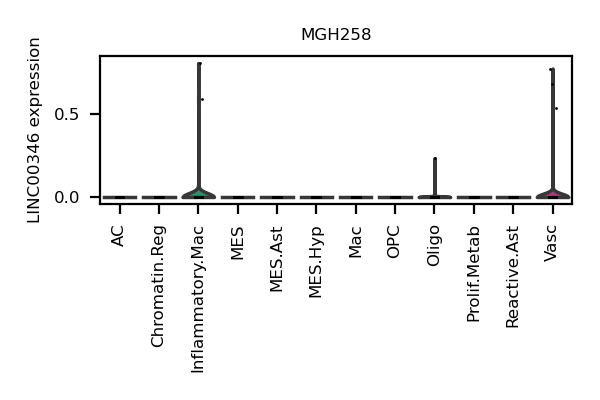 MGH258
LINC00346 expression
0.5
0.0
AC
Chromatin.Reg
Inflammatory.Mac
MES
MES.Ast
MES.Hyp
Mac
OPC
Oligo
Prolif.Metab
Reactive.Ast
Vasc